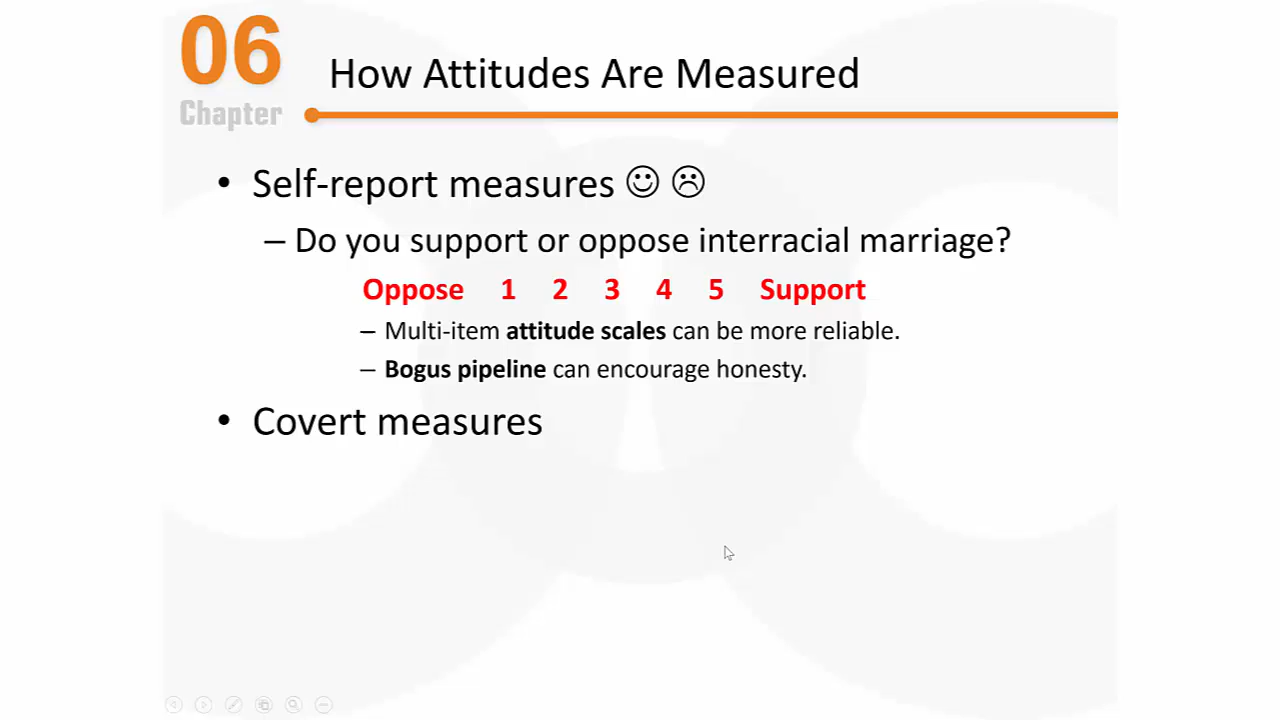 06
Chapter
How Attitudes Are Measured
• Self-report measures ☺ ☹
– Do you support or oppose interracial marriage?
Oppose 1 2 3 4 5 Support
– Multi-item attitude scales can be more reliable.
– Bogus pipeline can encourage honesty.
• Covert measures